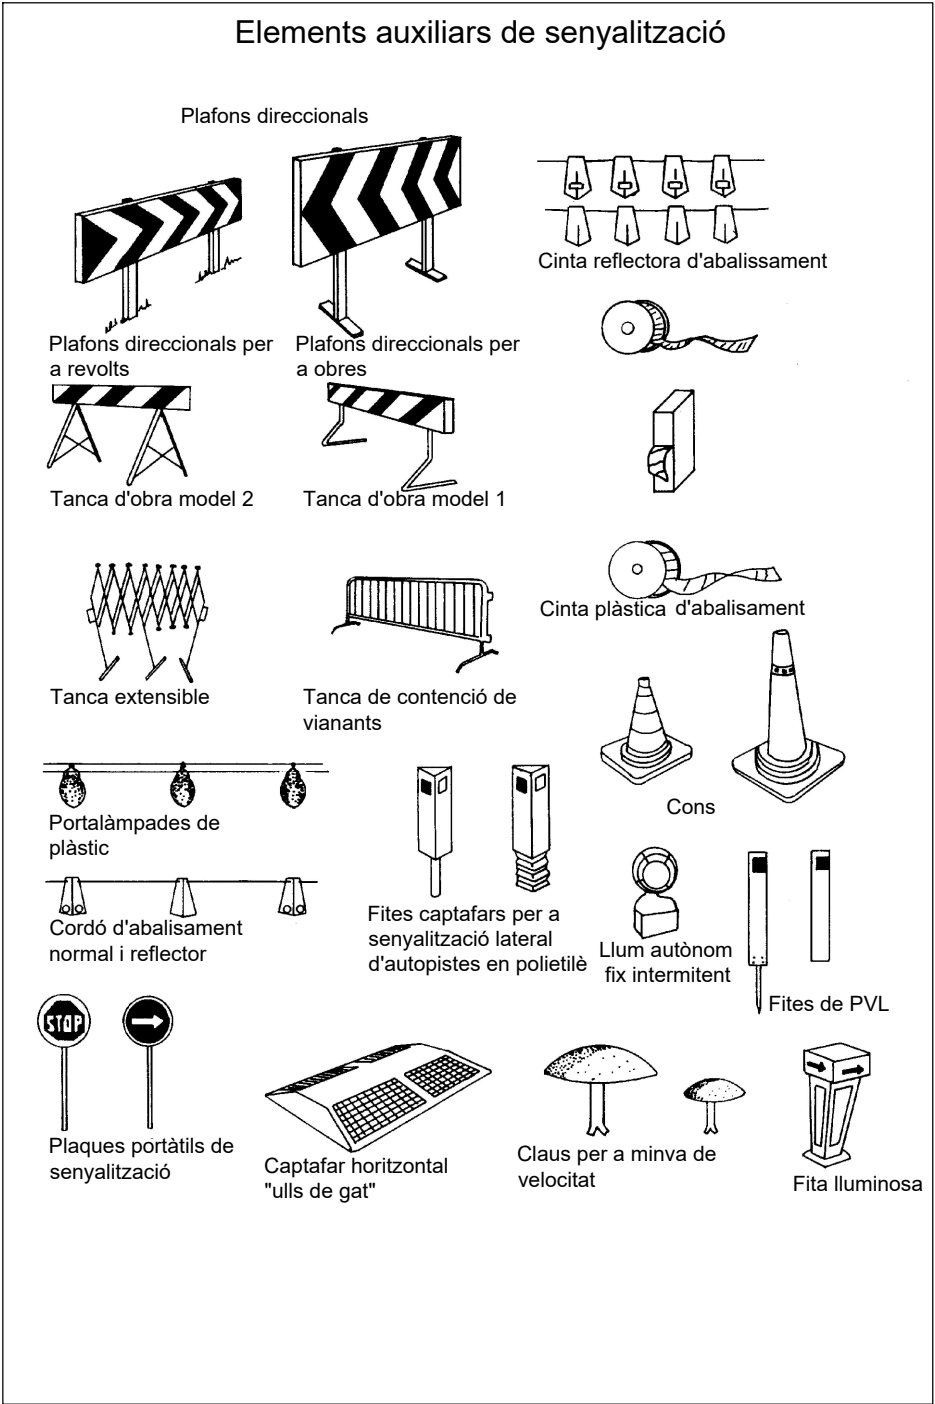 Elements auxiliars de senyalització
Plafons direccionals
Cinta reflectora d'abalissament
Plafons direccionals per
a revolts
Plafons direccionals per
a obres
Tanca d'obra model 2
Tanca d'obra model 1
Cinta plàstica d'abalisament
Tanca extensible
Tanca de contenció de
vianants
Cons
Portalàmpades de
plàstic
Cordó d'abalisament
normal i reflector
Fites captafars per a
senyalització lateral
d'autopistes en polietilè
Llum autònom
fix intermitent
Fites de PVL
STOP
Plaques portàtils de
senyalització
Captafar horitzontal
"ulls de gat"
Claus per a minva de
velocitat
Fita lluminosa